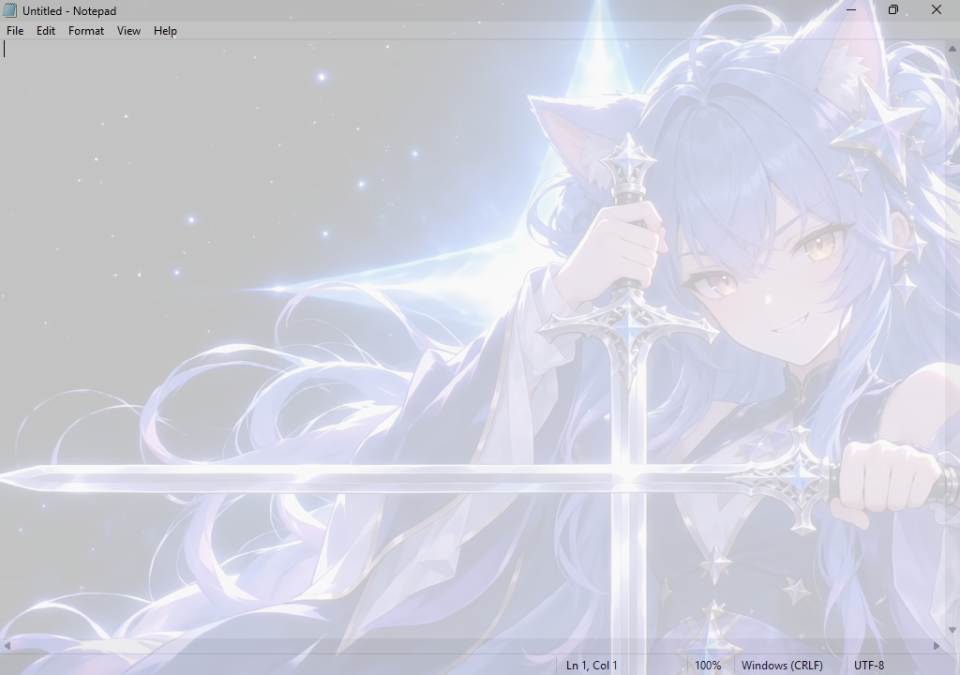 Untitled - Notepad
File Edit Format View Help
Ln 1, Col 1 100% Windows (CRLF) UTF-8